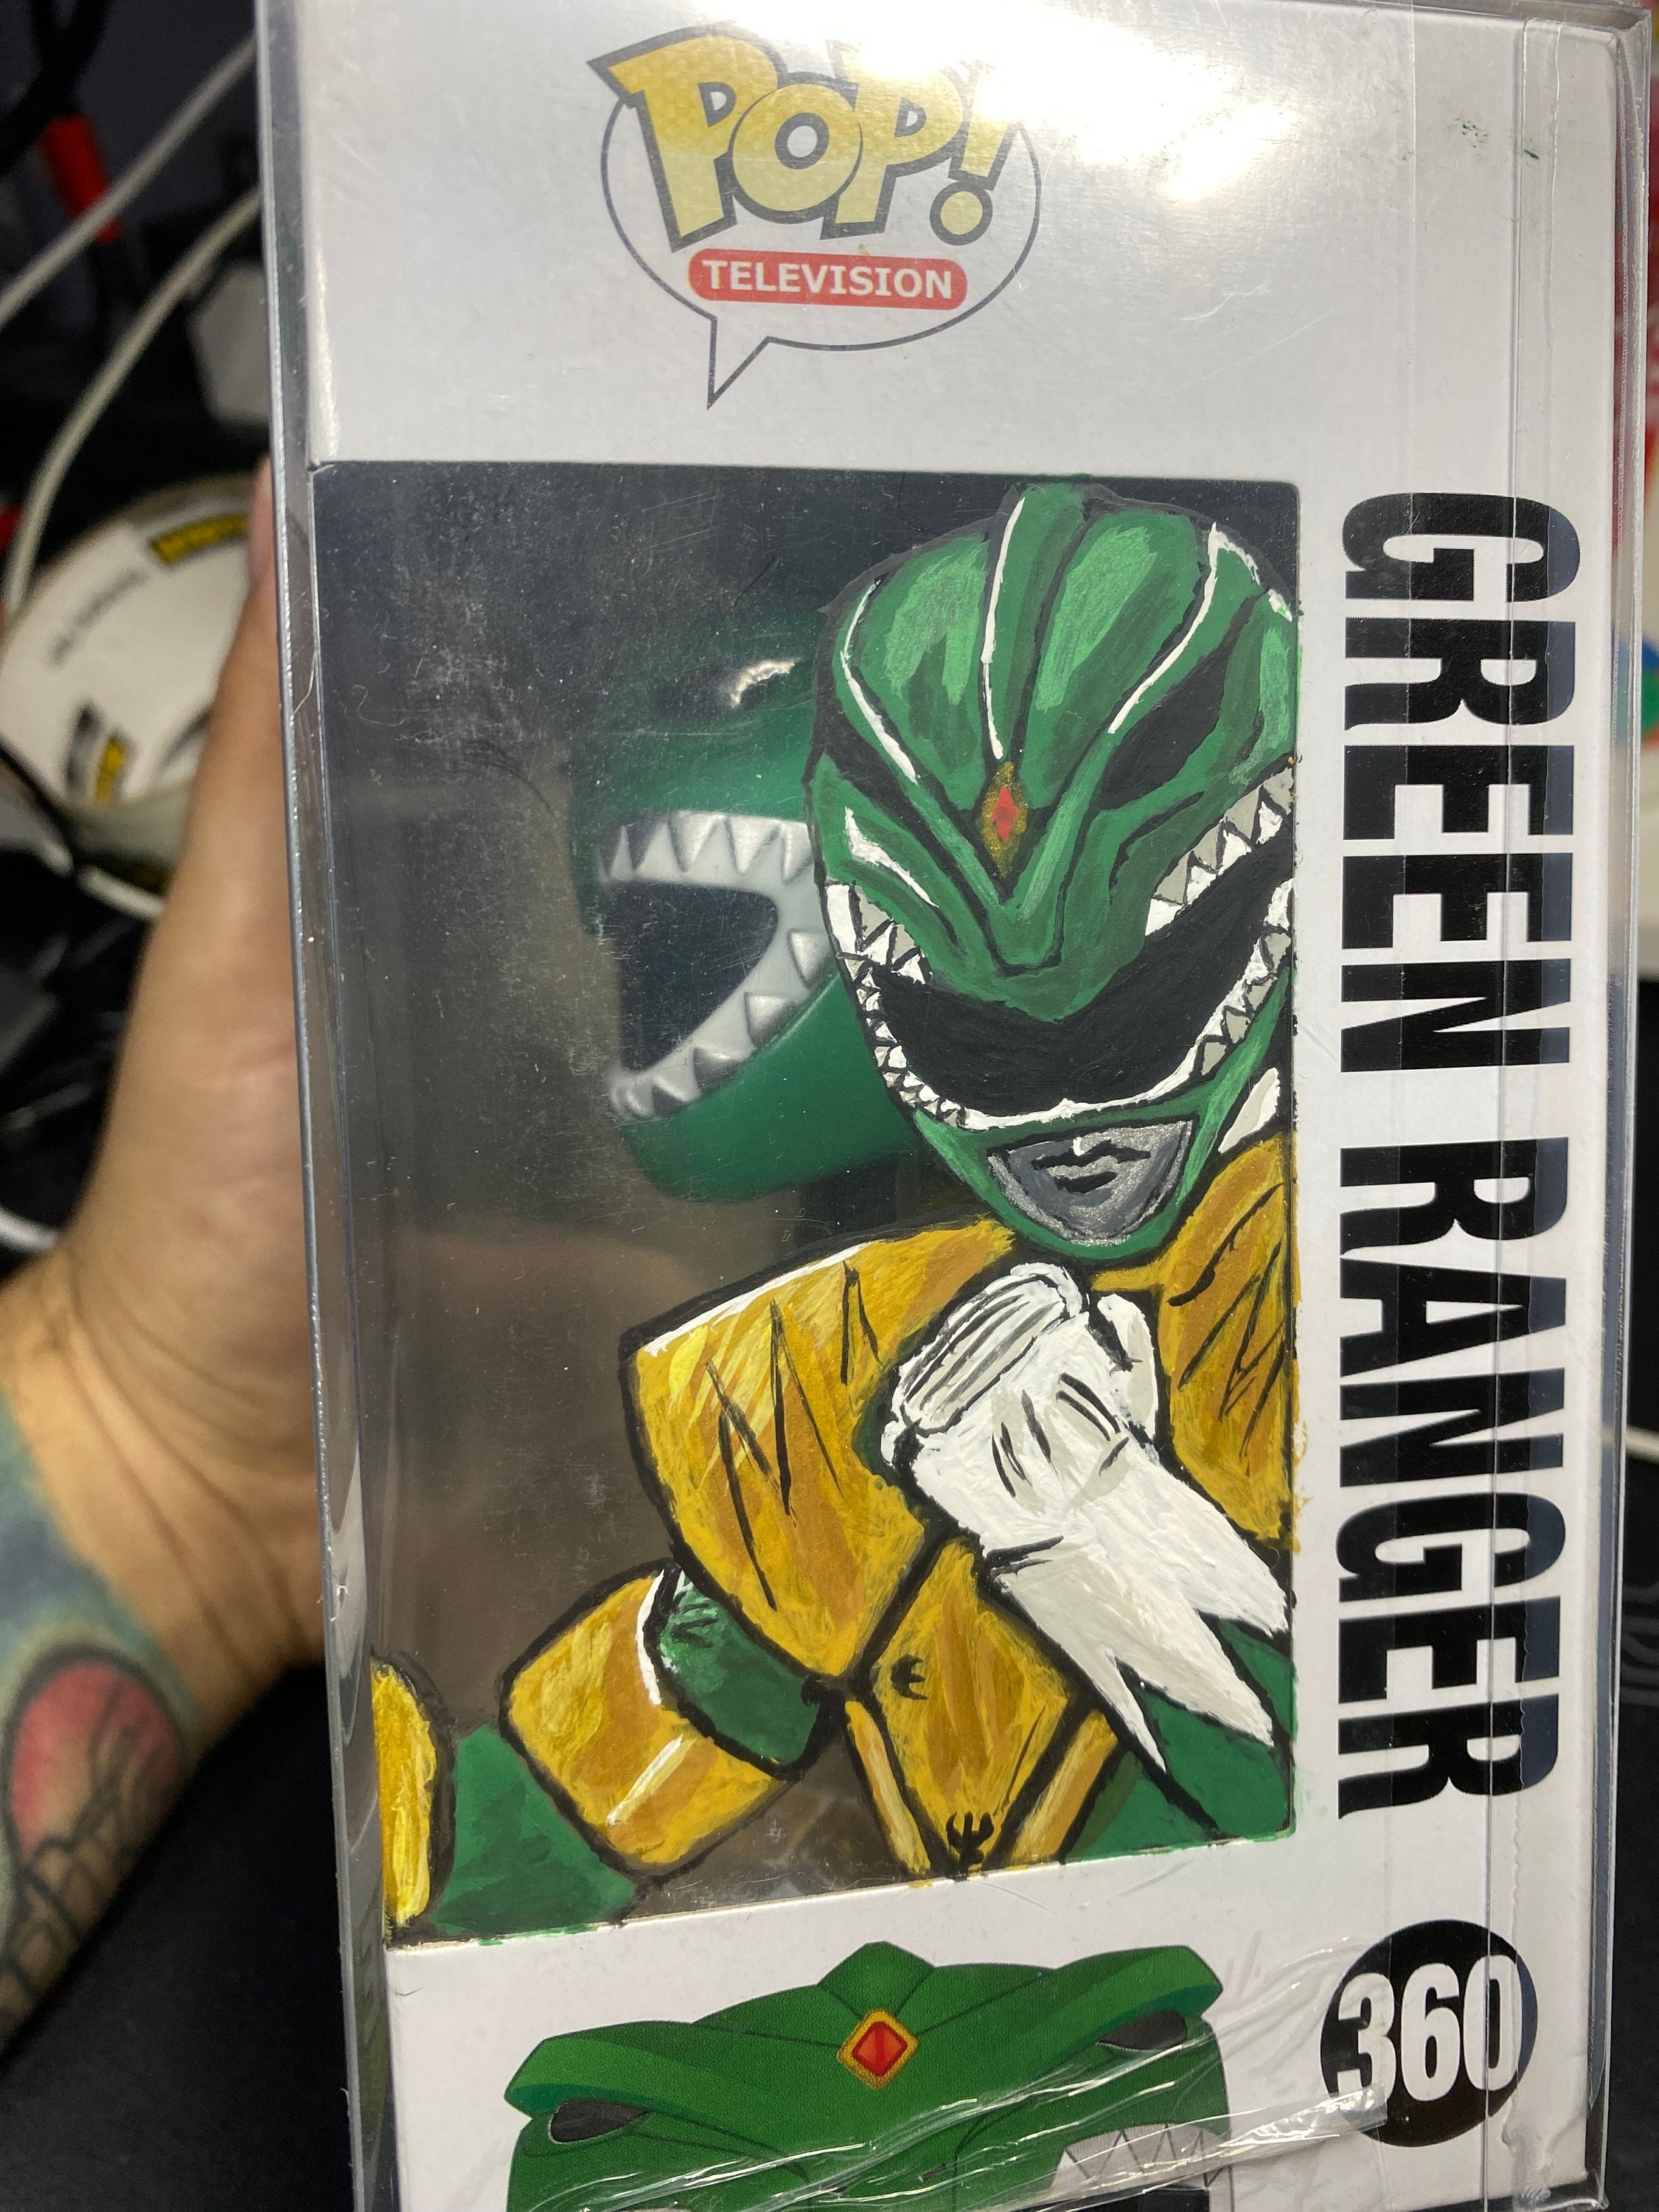 POP!
TELEVISION
GREEN RANGER
360